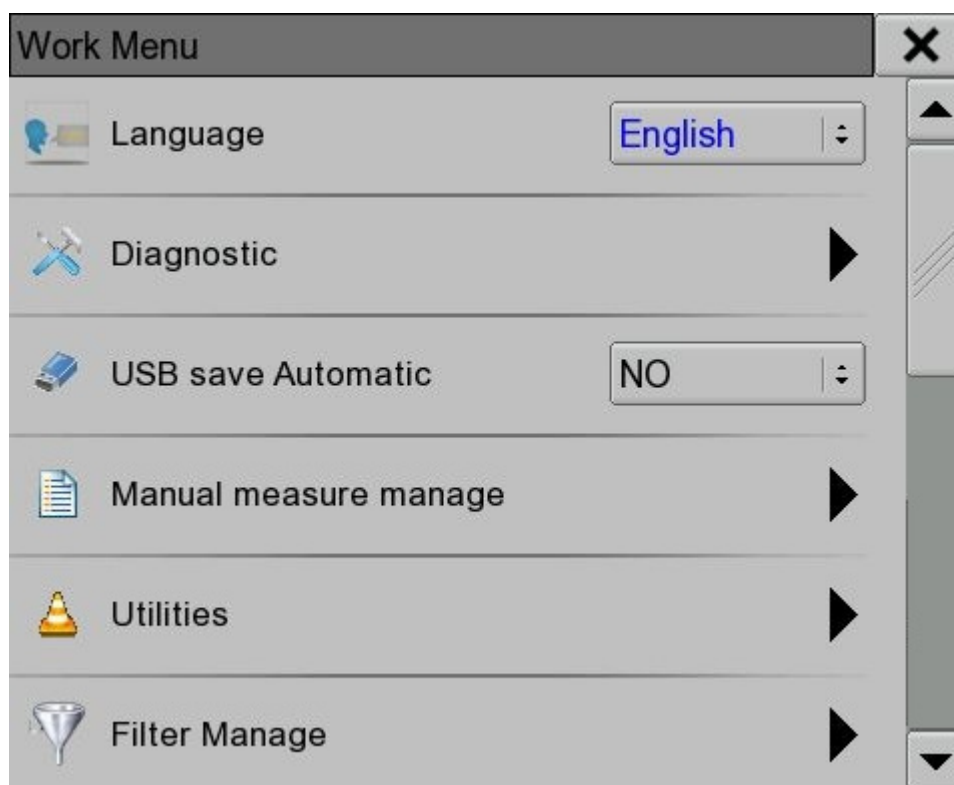 Work Menu
Language English
Diagnostic
USB save Automatic NO
Manual measure manage
Utilities
Filter Manage